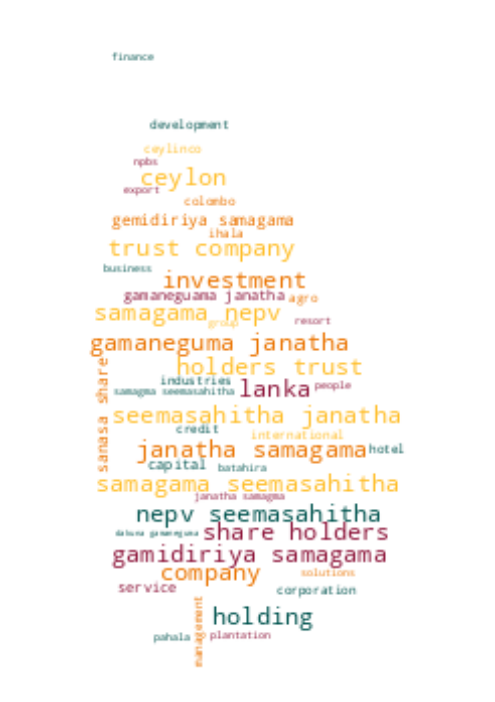 finance
development
ceylinco
npbs
ceylon
export
colombo
gemidiriya samagama
ihala
trust company
business
investment
gamaneguama janatha
agro
samagama nepv
group
resort
gamaneguma janatha
holders trust
industries
people
samagma seemasahitha
lanka
sanasa share
seemasahitha janatha
credit
international
janatha samagama
hotel
capital
batahira
samagama seemasahitha
janatha samagma
nepv seemasahitha
dakuna gamaneguma
share holders
gamidiriya samagama
company
solutions
service
corporation
management
holding
pahala
plantation